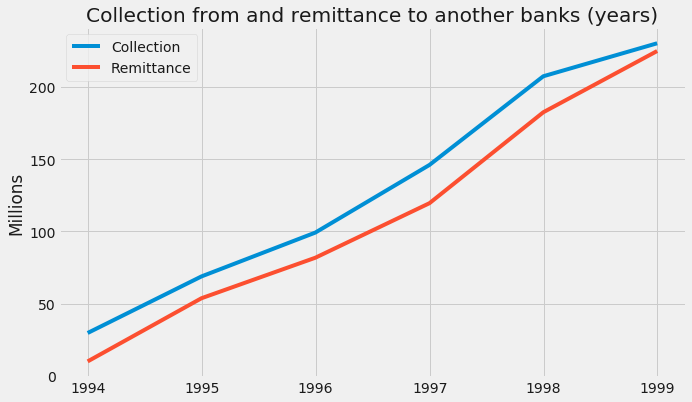 Collection from and remittance to another banks (years)
Collection
Remittance
Millions
200
150
100
50
0
1994 1995 1996 1997 1998 1999